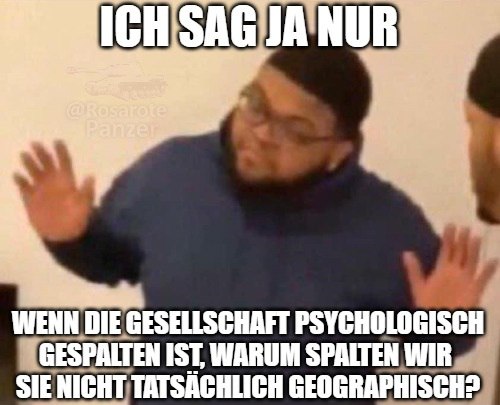 ICH SAG JA NUR
@Rosarote
Panzer
WENN DIE GESELLSCHAFT PSYCHOLOGISCH
GESPALTEN IST, WARUM SPALTEN WIR
SIE NICHT TATSÄCHLICH GEOGRAPHISCH?